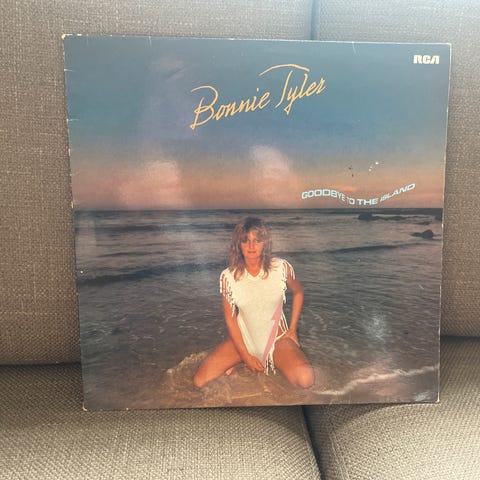 RCA
Bonnie Tyler
GOODBYE TO THE ISLAND